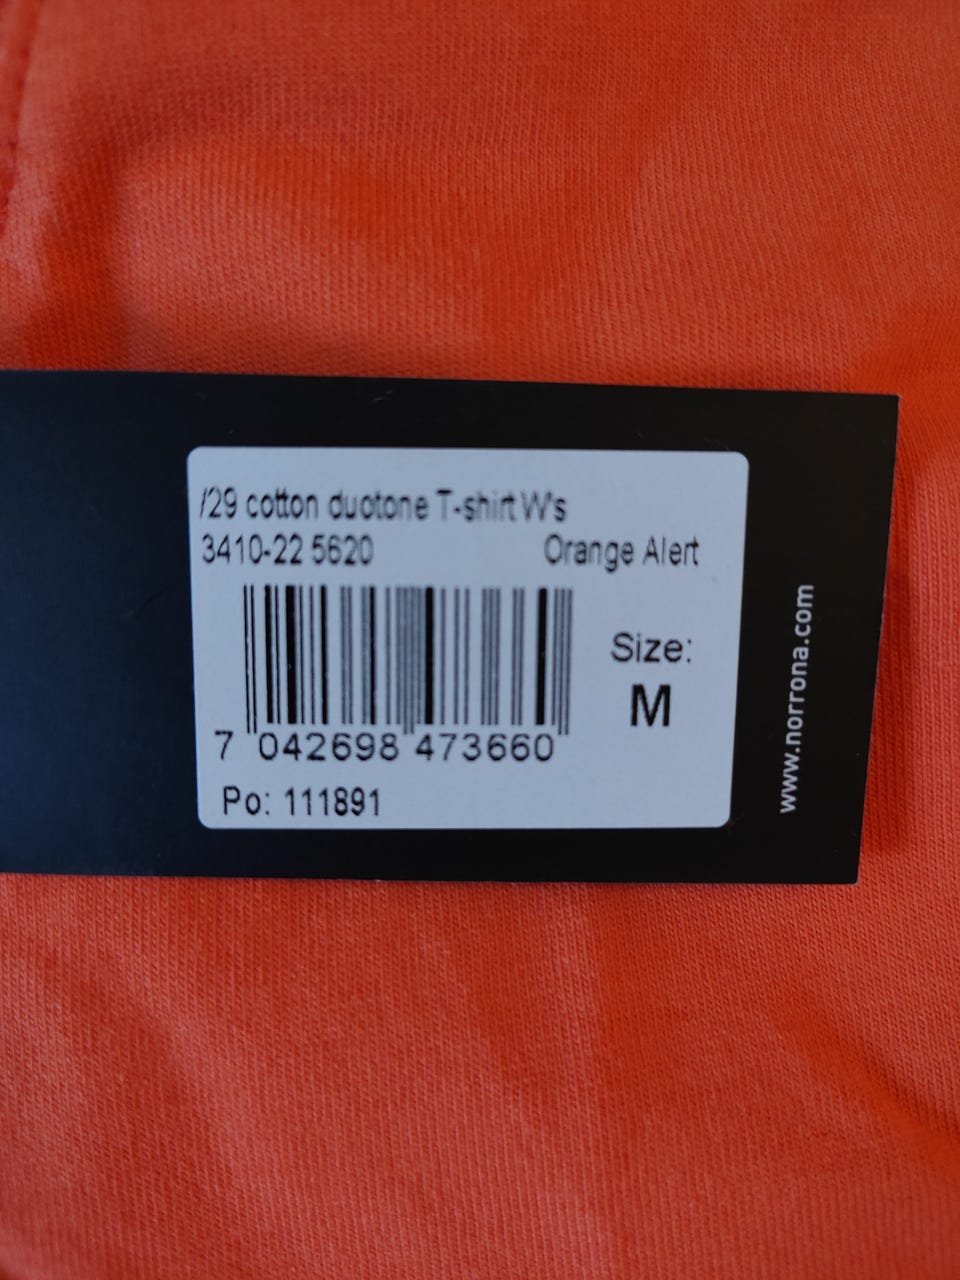 /29 cotton duotone T-shirt W's
3410-22 5620 Orange Alert
Size:
M
7 042698 473660
Po: 111891
www.norrona.com